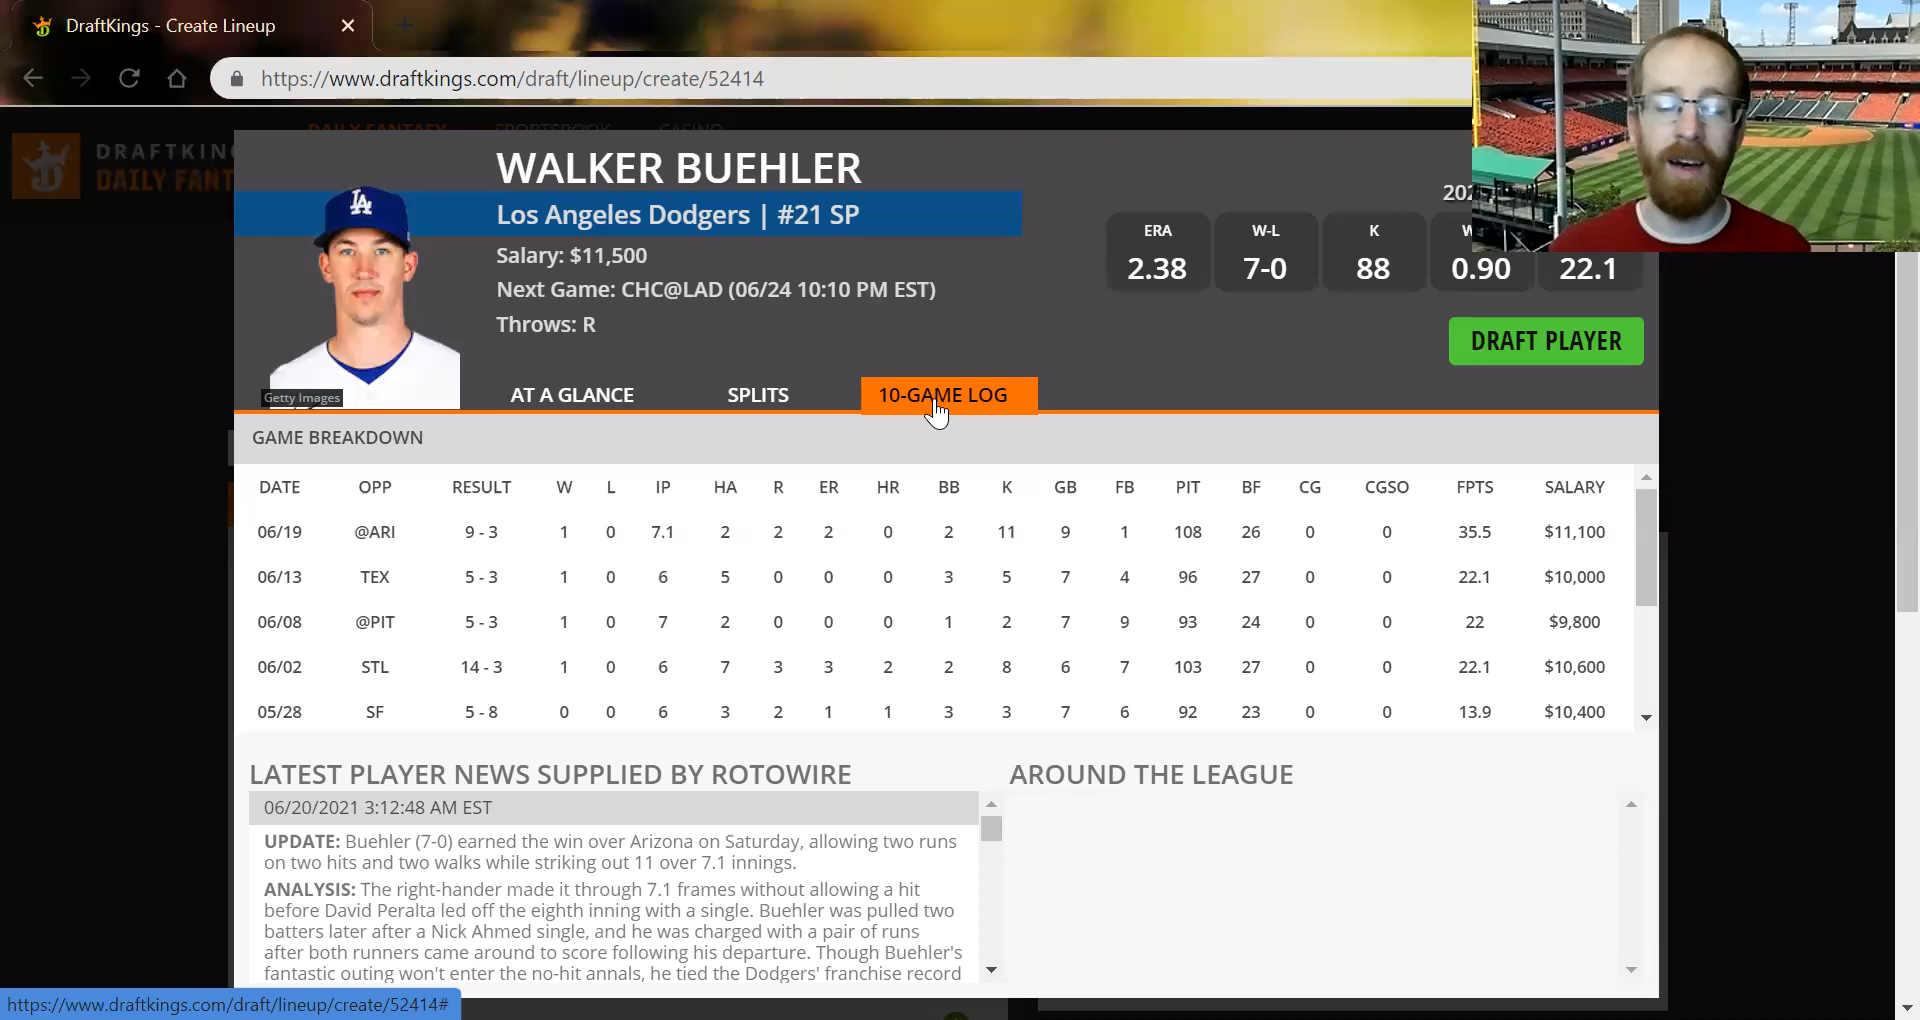 DraftKings - Create Lineup
https://www.draftkings.com/draft/lineup/create/52414
DAILY FANTASY SPORTSBOOK CASINO
WALKER BUEHLER
Los Angeles Dodgers | #21 SP
Salary: $11,500
Next Game: CHC@LAD (06/24 10:10 PM EST)
Throws: R
LA
Getty Images
ERA W-L K
2.38 7-0 88 0.90 22.1
DRAFT PLAYER
AT A GLANCE SPLITS 10-GAME LOG
GAME BREAKDOWN
DATE OPP RESULT W L IP HA R ER HR BB K GB FB PIT BF CG CGSO FPTS SALARY
06/19 @ARI 9 - 3 1 0 7.1 2 2 2 0 2 11 9 1 108 26 0 0 35.5 $11,100
06/13 TEX 5 - 3 1 0 6 5 0 0 0 3 5 7 4 96 27 0 0 22.1 $10,000
06/08 @PIT 5 - 3 1 0 7 2 0 0 0 1 2 7 9 93 24 0 0 22 $9,800
06/02 STL 14 - 3 1 0 6 7 3 3 2 2 8 6 7 103 27 0 0 22.1 $10,600
05/28 SF 5 - 8 0 0 6 3 2 1 1 3 3 7 6 92 23 0 0 13.9 $10,400
LATEST PLAYER NEWS SUPPLIED BY ROTOWIRE
06/20/2021 3:12:48 AM EST
UPDATE: Buehler (7-0) earned the win over Arizona on Saturday, allowing two runs
on two hits and two walks while striking out 11 over 7.1 innings.
ANALYSIS: The right-hander made it through 7.1 frames without allowing a hit
before David Peralta led off the eighth inning with a single. Buehler was pulled two
batters later after a Nick Ahmed single, and he was charged with a pair of runs
after both runners came around to score following his departure. Though Buehler's
fantastic outing won't enter the no-hit annals, he tied the Dodgers' franchise record
AROUND THE LEAGUE
https://www.draftkings.com/draft/lineup/create/52414#